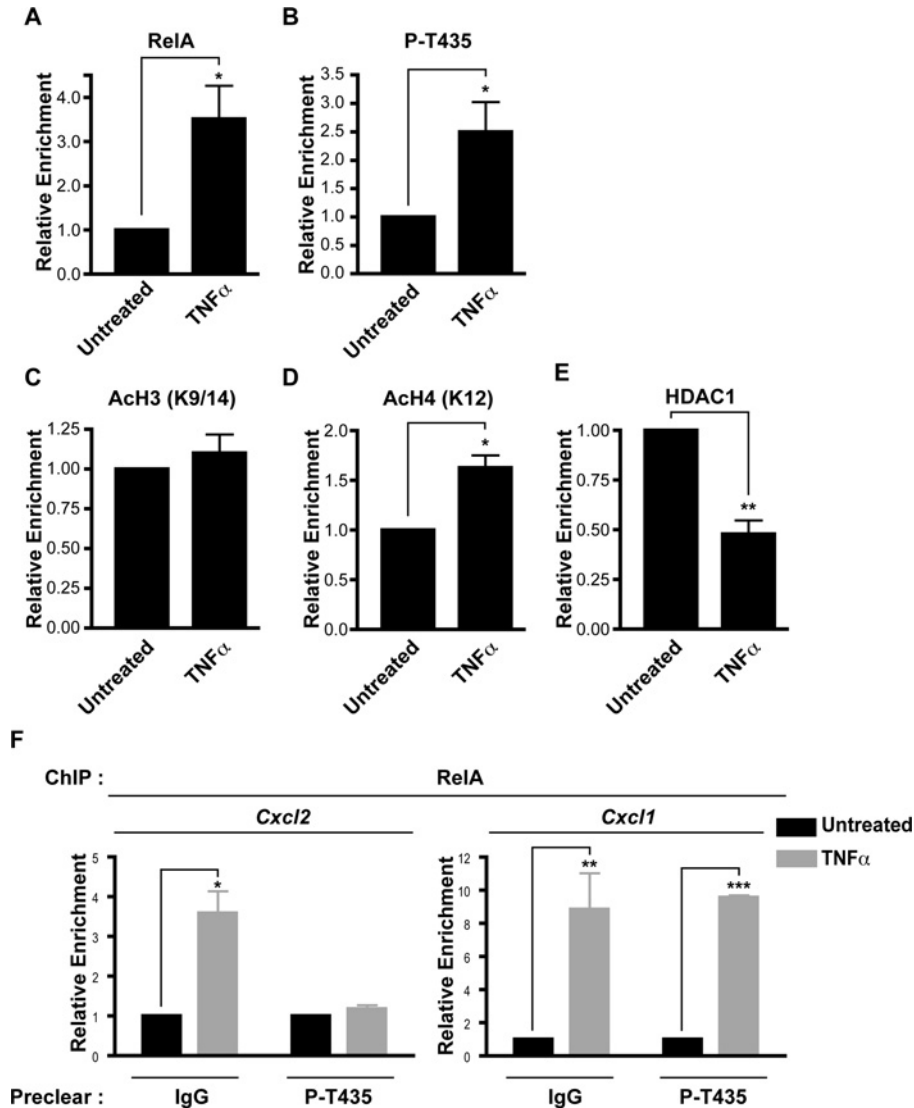 A
RelA
Relative Enrichment
4.0
3.0
2.0
1.0
0.0
*
Untreated
TNFα
B
P-T435
Relative Enrichment
3.5
3.0
2.5
2.0
1.5
1.0
0.5
0.0
*
Untreated
TNFα
C
AcH3 (K9/14)
Relative Enrichment
1.25
1.00
0.75
0.50
0.25
0.00
Untreated
TNFα
D
AcH4 (K12)
Relative Enrichment
2.0
1.5
1.0
0.5
0.0
*
Untreated
TNFα
E
HDAC1
Relative Enrichment
1.00
0.75
0.50
0.25
0.00
**
Untreated
TNFα
F
ChIP :
RelA
Cxcl2
Relative Enrichment
5
4
3
2
1
0
*
Cxcl1
Relative Enrichment
12
10
8
6
4
2
0
**
***
Untreated
TNFα
Preclear :
IgG
P-T435
IgG
P-T435